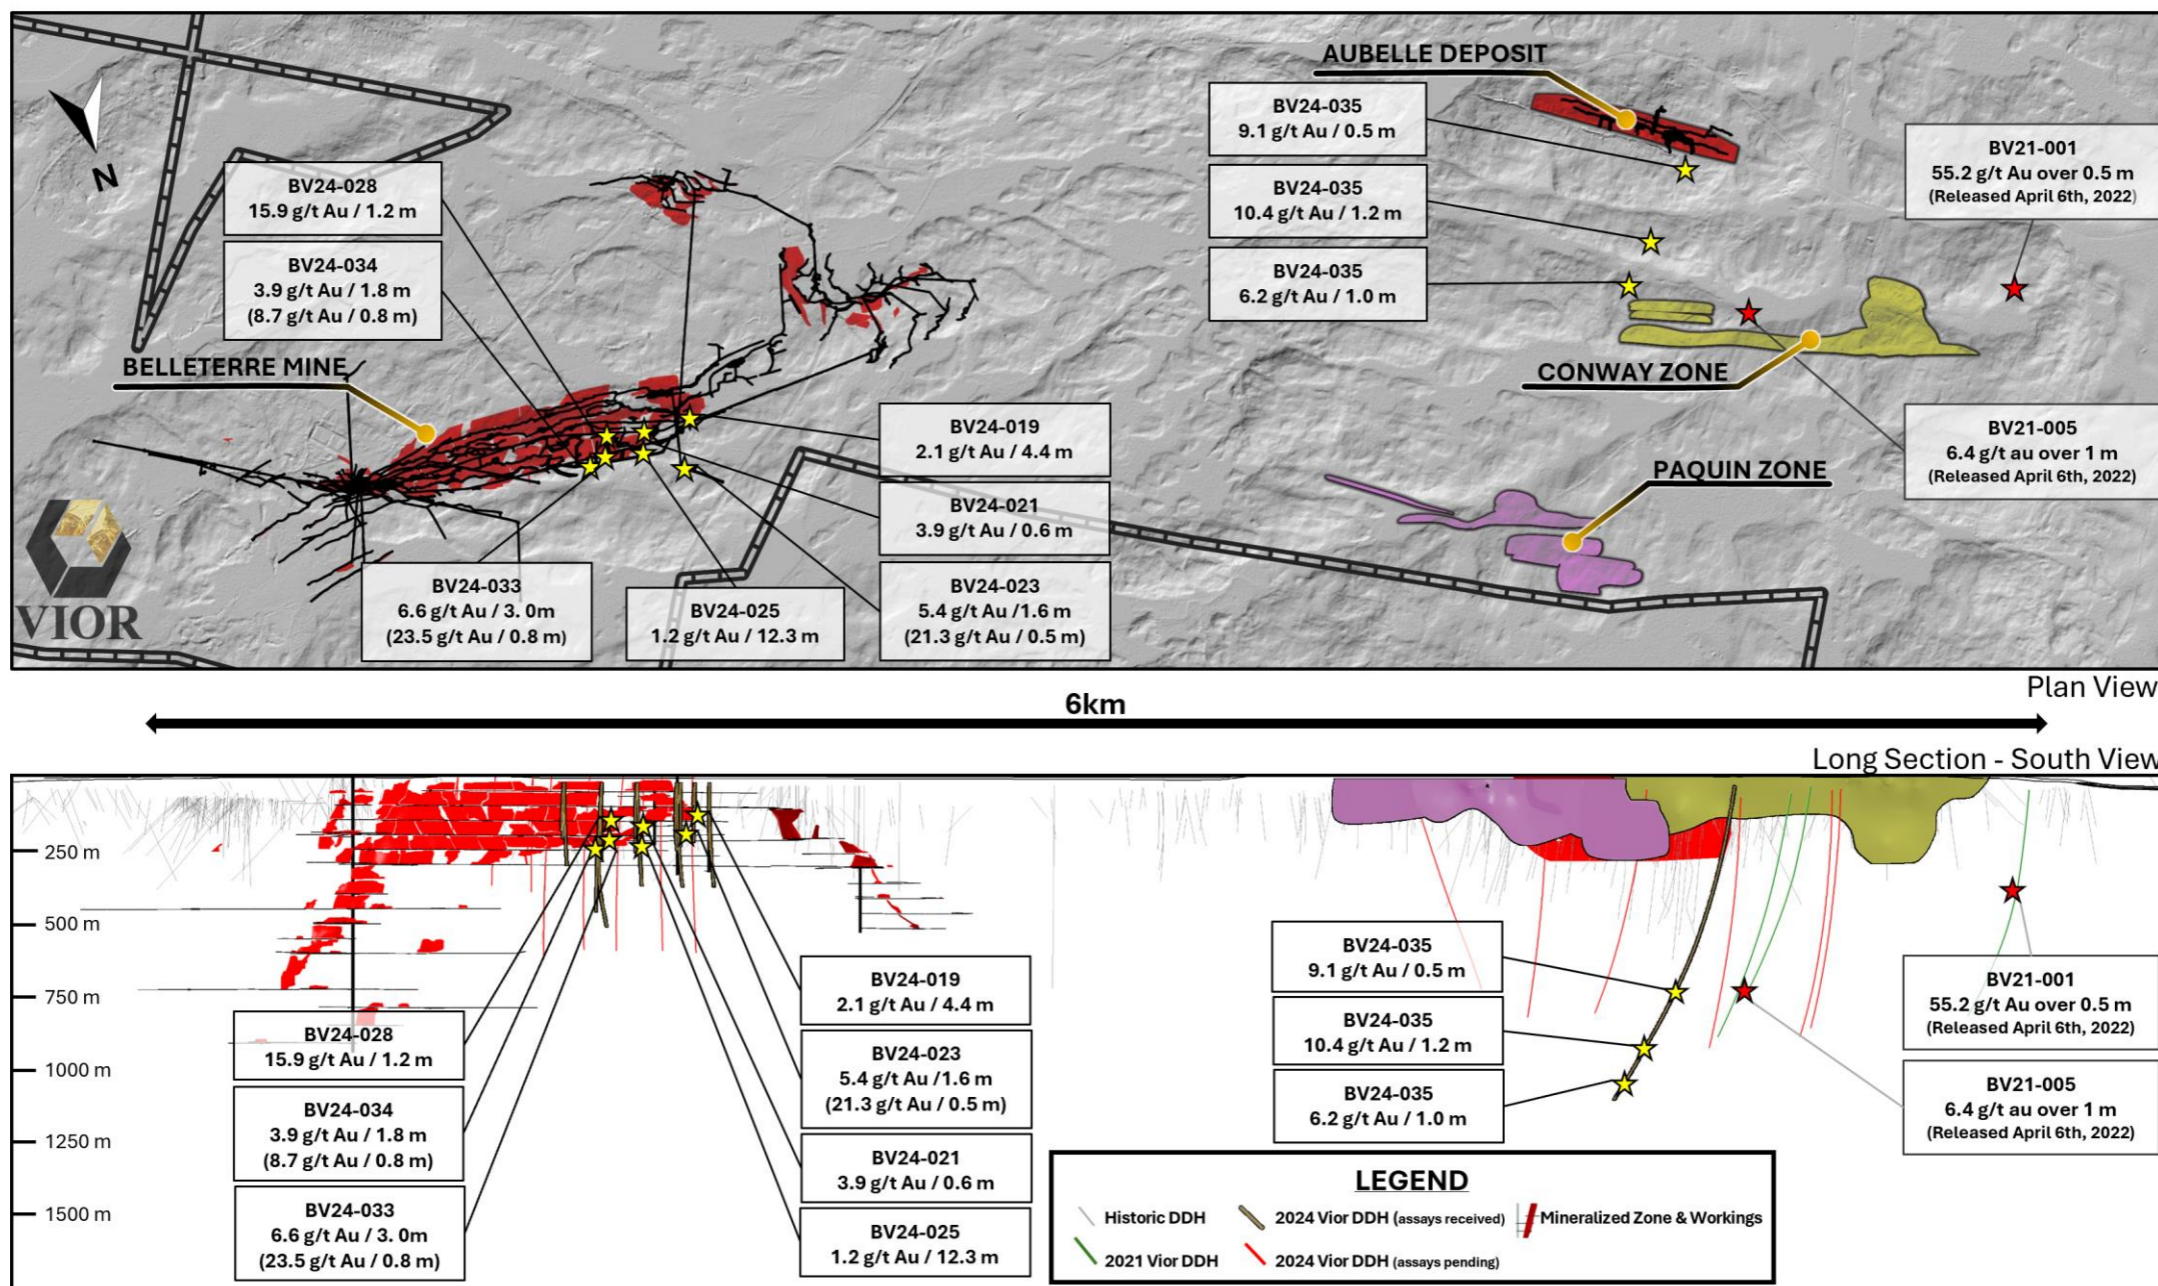 AUBELLE DEPOSIT
BV24-035
9.1 g/t Au / 0.5 m
BV21-001
55.2 g/t Au over 0.5 m
(Released April 6th, 2022)
N
BV24-028
15.9 g/t Au / 1.2 m
BV24-035
10.4 g/t Au / 1.2 m
BV24-034
3.9 g/t Au / 1.8 m
(8.7 g/t Au / 0.8 m)
BV24-035
6.2 g/t Au / 1.0 m
BELLETERRE MINE
CONWAY ZONE
BV24-019
2.1 g/t Au / 4.4 m
BV21-005
6.4 g/t au over 1 m
(Released April 6th, 2022)
PAQUIN ZONE
BV24-021
3.9 g/t Au / 0.6 m
VIOR
BV24-033
6.6 g/t Au / 3. 0m
(23.5 g/t Au / 0.8 m)
BV24-025
1.2 g/t Au / 12.3 m
BV24-023
5.4 g/t Au /1.6 m
(21.3 g/t Au / 0.5 m)
Plan View
6km
Long Section - South View
250 m
500 m
750 m
1000 m
1250 m
1500 m
BV24-028
15.9 g/t Au / 1.2 m
BV24-034
3.9 g/t Au / 1.8 m
(8.7 g/t Au / 0.8 m)
BV24-033
6.6 g/t Au / 3. 0m
(23.5 g/t Au / 0.8 m)
BV24-019
2.1 g/t Au / 4.4 m
BV24-023
5.4 g/t Au /1.6 m
(21.3 g/t Au / 0.5 m)
BV24-021
3.9 g/t Au / 0.6 m
BV24-025
1.2 g/t Au / 12.3 m
BV24-035
9.1 g/t Au / 0.5 m
BV24-035
10.4 g/t Au / 1.2 m
BV24-035
6.2 g/t Au / 1.0 m
BV21-001
55.2 g/t Au over 0.5 m
(Released April 6th, 2022)
BV21-005
6.4 g/t au over 1 m
(Released April 6th, 2022)
LEGEND
Historic DDH
2024 Vior DDH (assays received)
Mineralized Zone & Workings
2021 Vior DDH
2024 Vior DDH (assays pending)